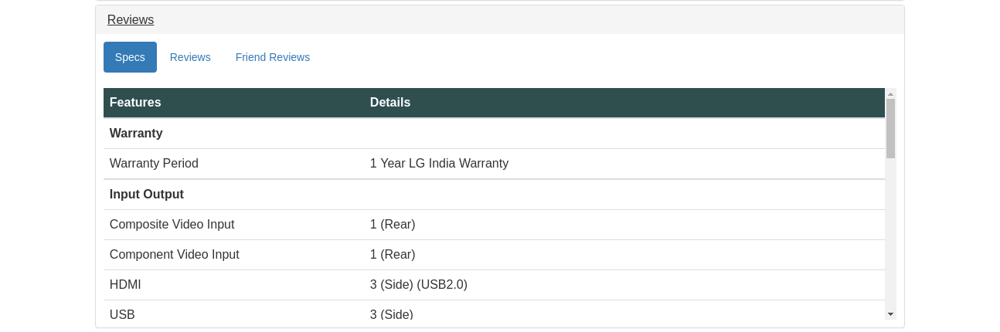 Reviews
Specs Reviews Friend Reviews
Features Details
Warranty
Warranty Period 1 Year LG India Warranty
Input Output
Composite Video Input 1 (Rear)
Component Video Input 1 (Rear)
HDMI 3 (Side) (USB2.0)
USB 3 (Side)